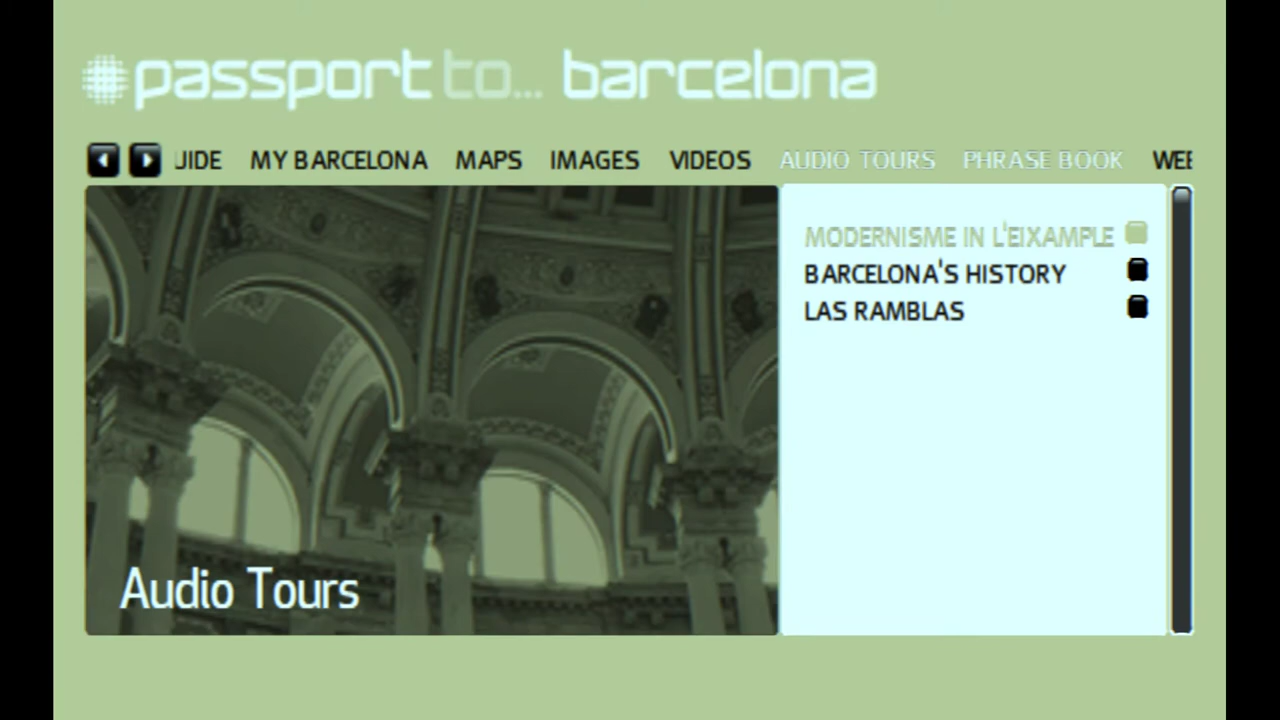 passport to... barcelona
UIDE MY BARCELONA MAPS IMAGES VIDEOS AUDIO TOURS PHRASE BOOK WEB
MODERNISME IN L'EIXAMPLE
BARCELONA'S HISTORY
LAS RAMBLAS
Audio Tours